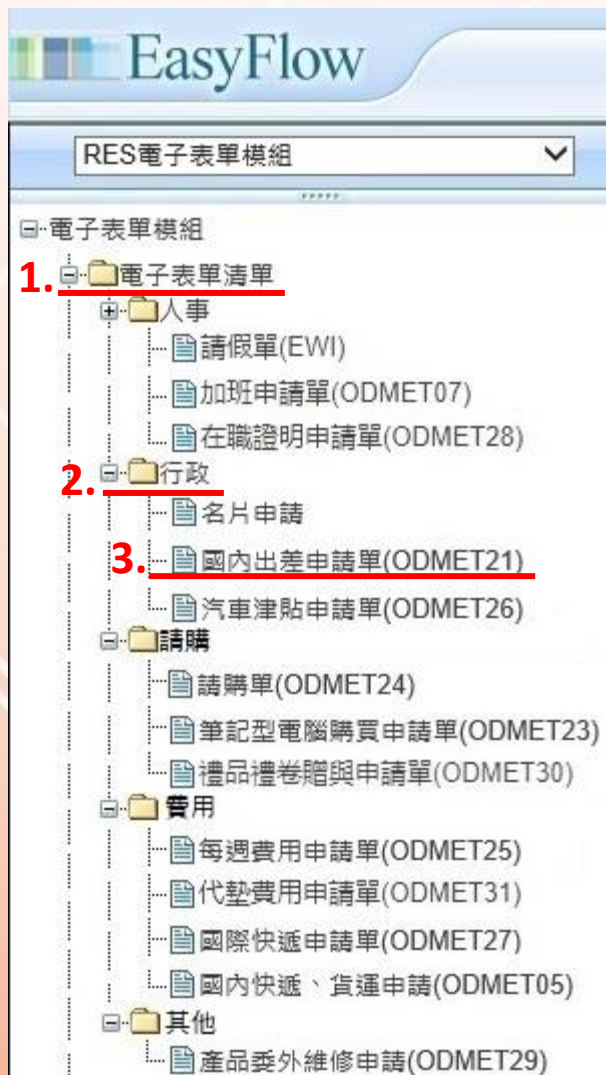 EasyFlow
RES電子表單模組
電子表單模組
1. 電子表單清單
人事
請假單(EWI)
加班申請單(ODMET07)
在職證明申請單(ODMET28)
2. 行政
名片申請
3. 國內出差申請單(ODMET21)
汽車津貼申請單(ODMET26)
請購
請購單(ODMET24)
筆記型電腦購買申請單(ODMET23)
禮品禮卷贈與申請單(ODMET30)
費用
每週費用申請單(ODMET25)
代墊費用申請單(ODMET31)
國際快遞申請單(ODMET27)
國內快遞、貨運申請(ODMET05)
其他
產品委外維修申請(ODMET29)